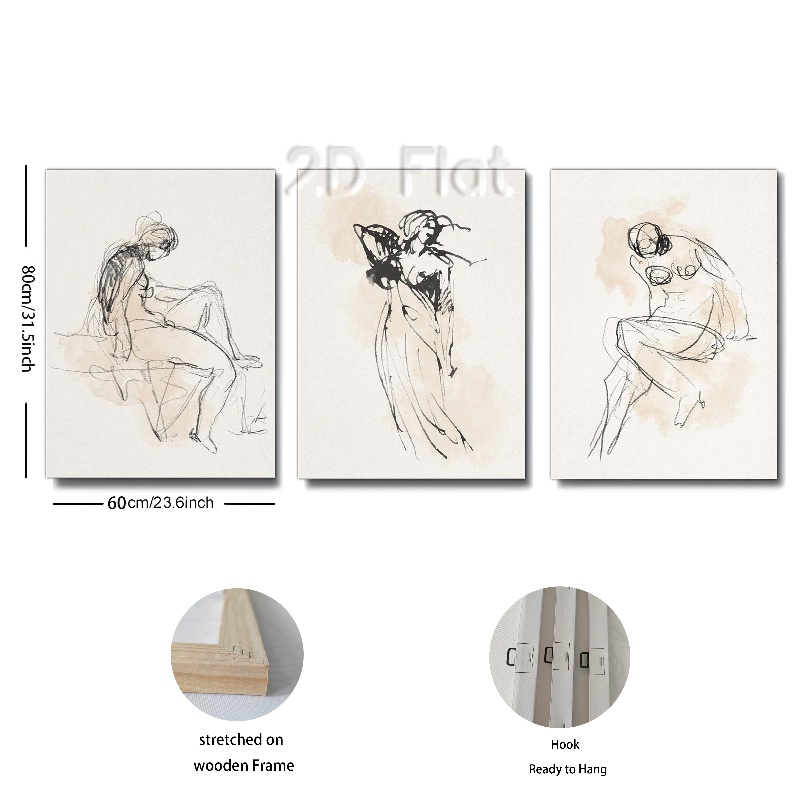 2D Flat
80cm/31.5inch
60cm/23.6inch
stretched on
wooden Frame
Hook
Ready to Hang